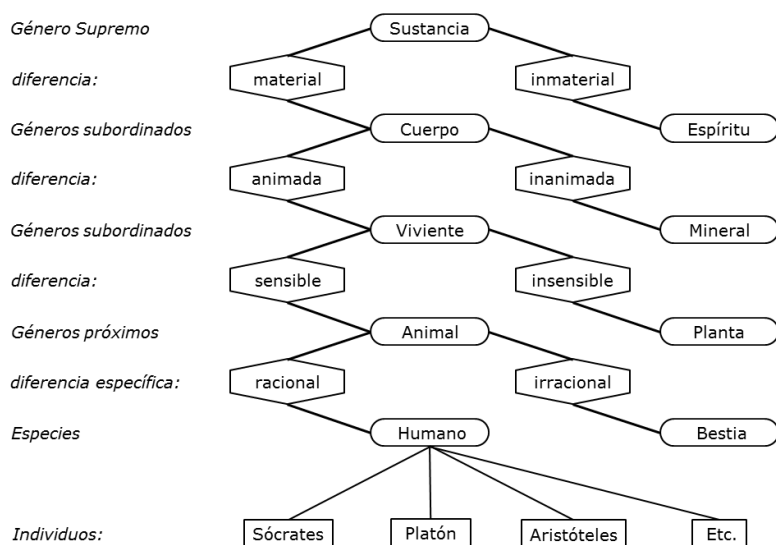 Género Supremo Sustancia
diferencia: material inmaterial
Géneros subordinados Cuerpo Espíritu
diferencia: animada inanimada
Géneros subordinados Viviente Mineral
diferencia: sensible insensible
Géneros próximos Animal Planta
diferencia específica: racional irracional
Especies Humano Bestia
Individuos: Sócrates Platón Aristóteles Etc.